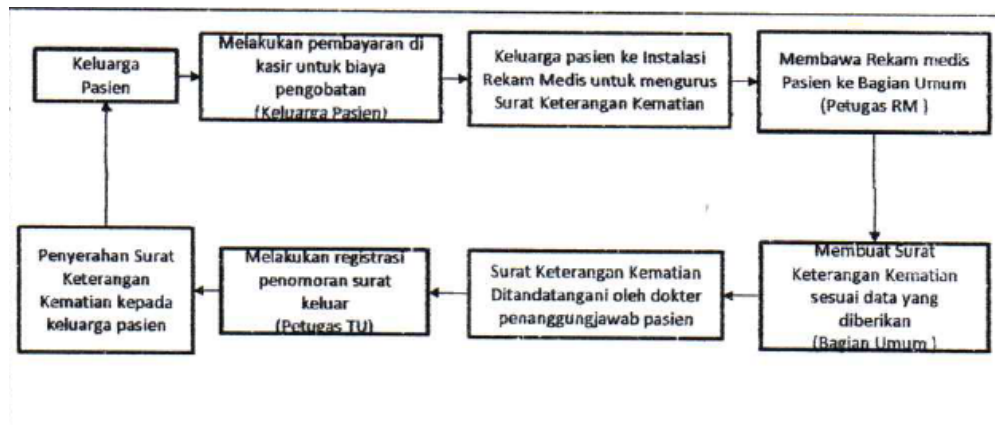 Keluarga
Pasien
Melakukan pembayaran di
kasir untuk biaya
pengobatan
(Keluarga Pasien)
Keluarga pasien ke Instalasi
Rekam Medis untuk mengurus
Surat Keterangan Kematian
Membawa Rekam medis
Pasien ke Bagian Umum
(Petugas RM )
Membuat Surat
Keterangan Kematian
sesuai data yang
diberikan
(Bagian Umum )
Surat Keterangan Kematian
Ditandatangani oleh dokter
penanggungjawab pasien
Melakukan registrasi
penomoran surat
keluar
(Petugas TU)
Penyerahan Surat
Keterangan
Kematian kepada
keluarga pasien